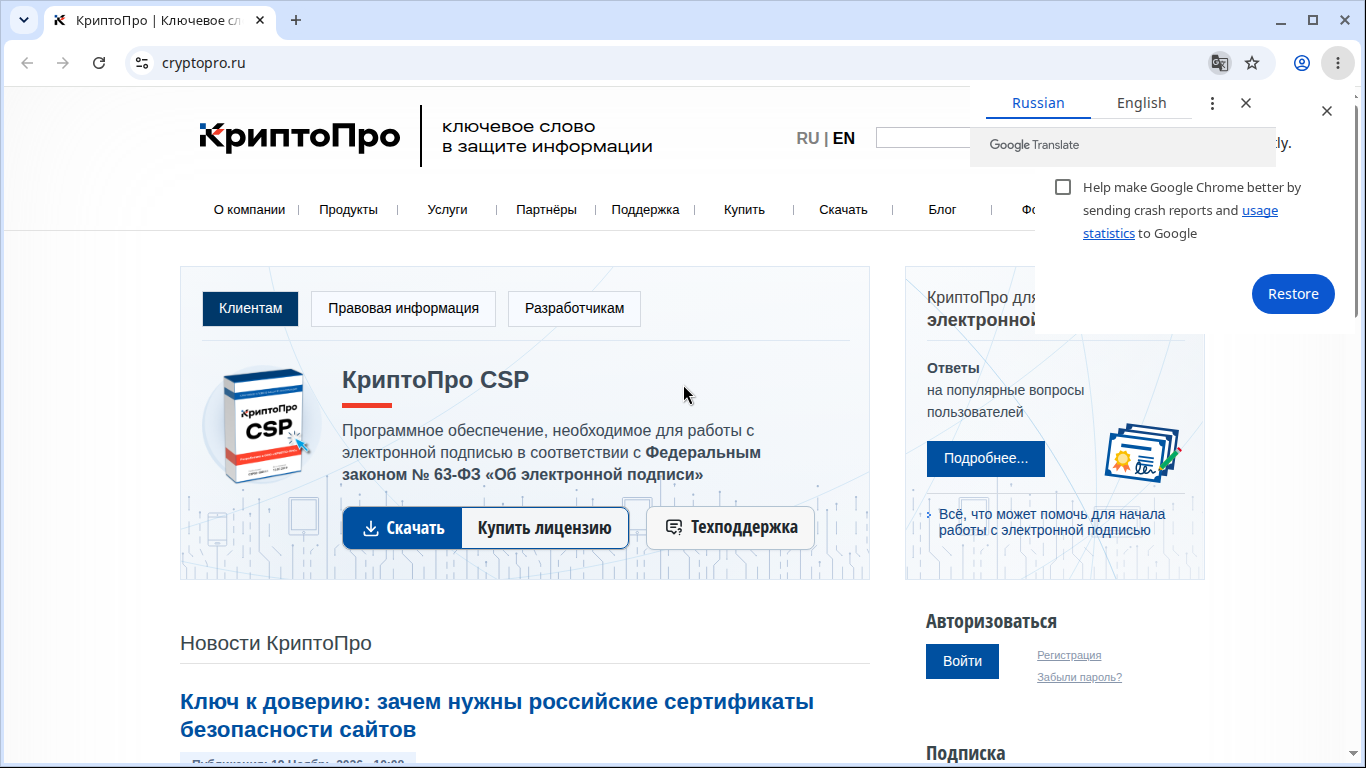 КриптоПро | Ключевое сл
cryptopro.ru
Russian
English
Google Translate
tly.
Help make Google Chrome better by
sending crash reports and usage
statistics to Google
Restore
КриптоПро
ключевое слово
в защите информации
RU | EN
О компании
Продукты
Услуги
Партнёры
Поддержка
Купить
Скачать
Блог
Фо
Клиентам
Правовая информация
Разработчикам
КриптоПро
CSP
КриптоПро CSP
Программное обеспечение, необходимое для работы с
электронной подписью в соответствии с Федеральным
законом № 63-ФЗ «Об электронной подписи»
Скачать
Купить лицензию
Техподдержка
КриптоПро для
электронной
Ответы
на популярные вопросы
пользователей
Подробнее...
Всё, что может помочь для начала
работы с электронной подписью
Новости КриптоПро
Ключ к доверию: зачем нужны российские сертификаты
безопасности сайтов
Авторизоваться
Войти
Регистрация
Забыли пароль?
Подписка